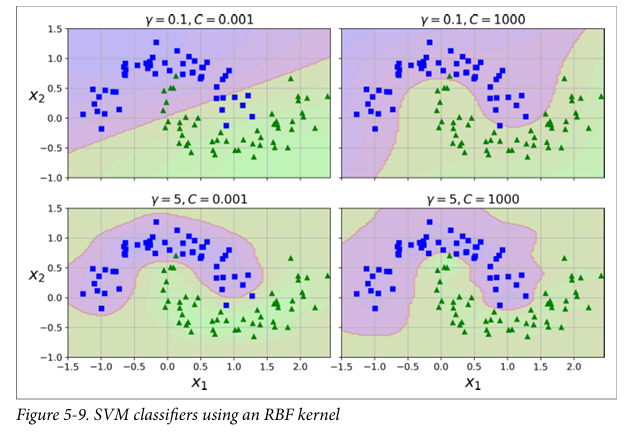 γ = 0.1, C = 0.001
γ = 0.1, C = 1000
1.5
1.0
x₂
0.5
0.0
−0.5
−1.0
γ = 5, C = 0.001
γ = 5, C = 1000
1.5
1.0
x₂
0.5
0.0
−0.5
−1.0
−1.5 −1.0 −0.5 0.0 0.5 1.0 1.5 2.0
−1.5 −1.0 −0.5 0.0 0.5 1.0 1.5 2.0
x₁
x₁
Figure 5-9. SVM classifiers using an RBF kernel